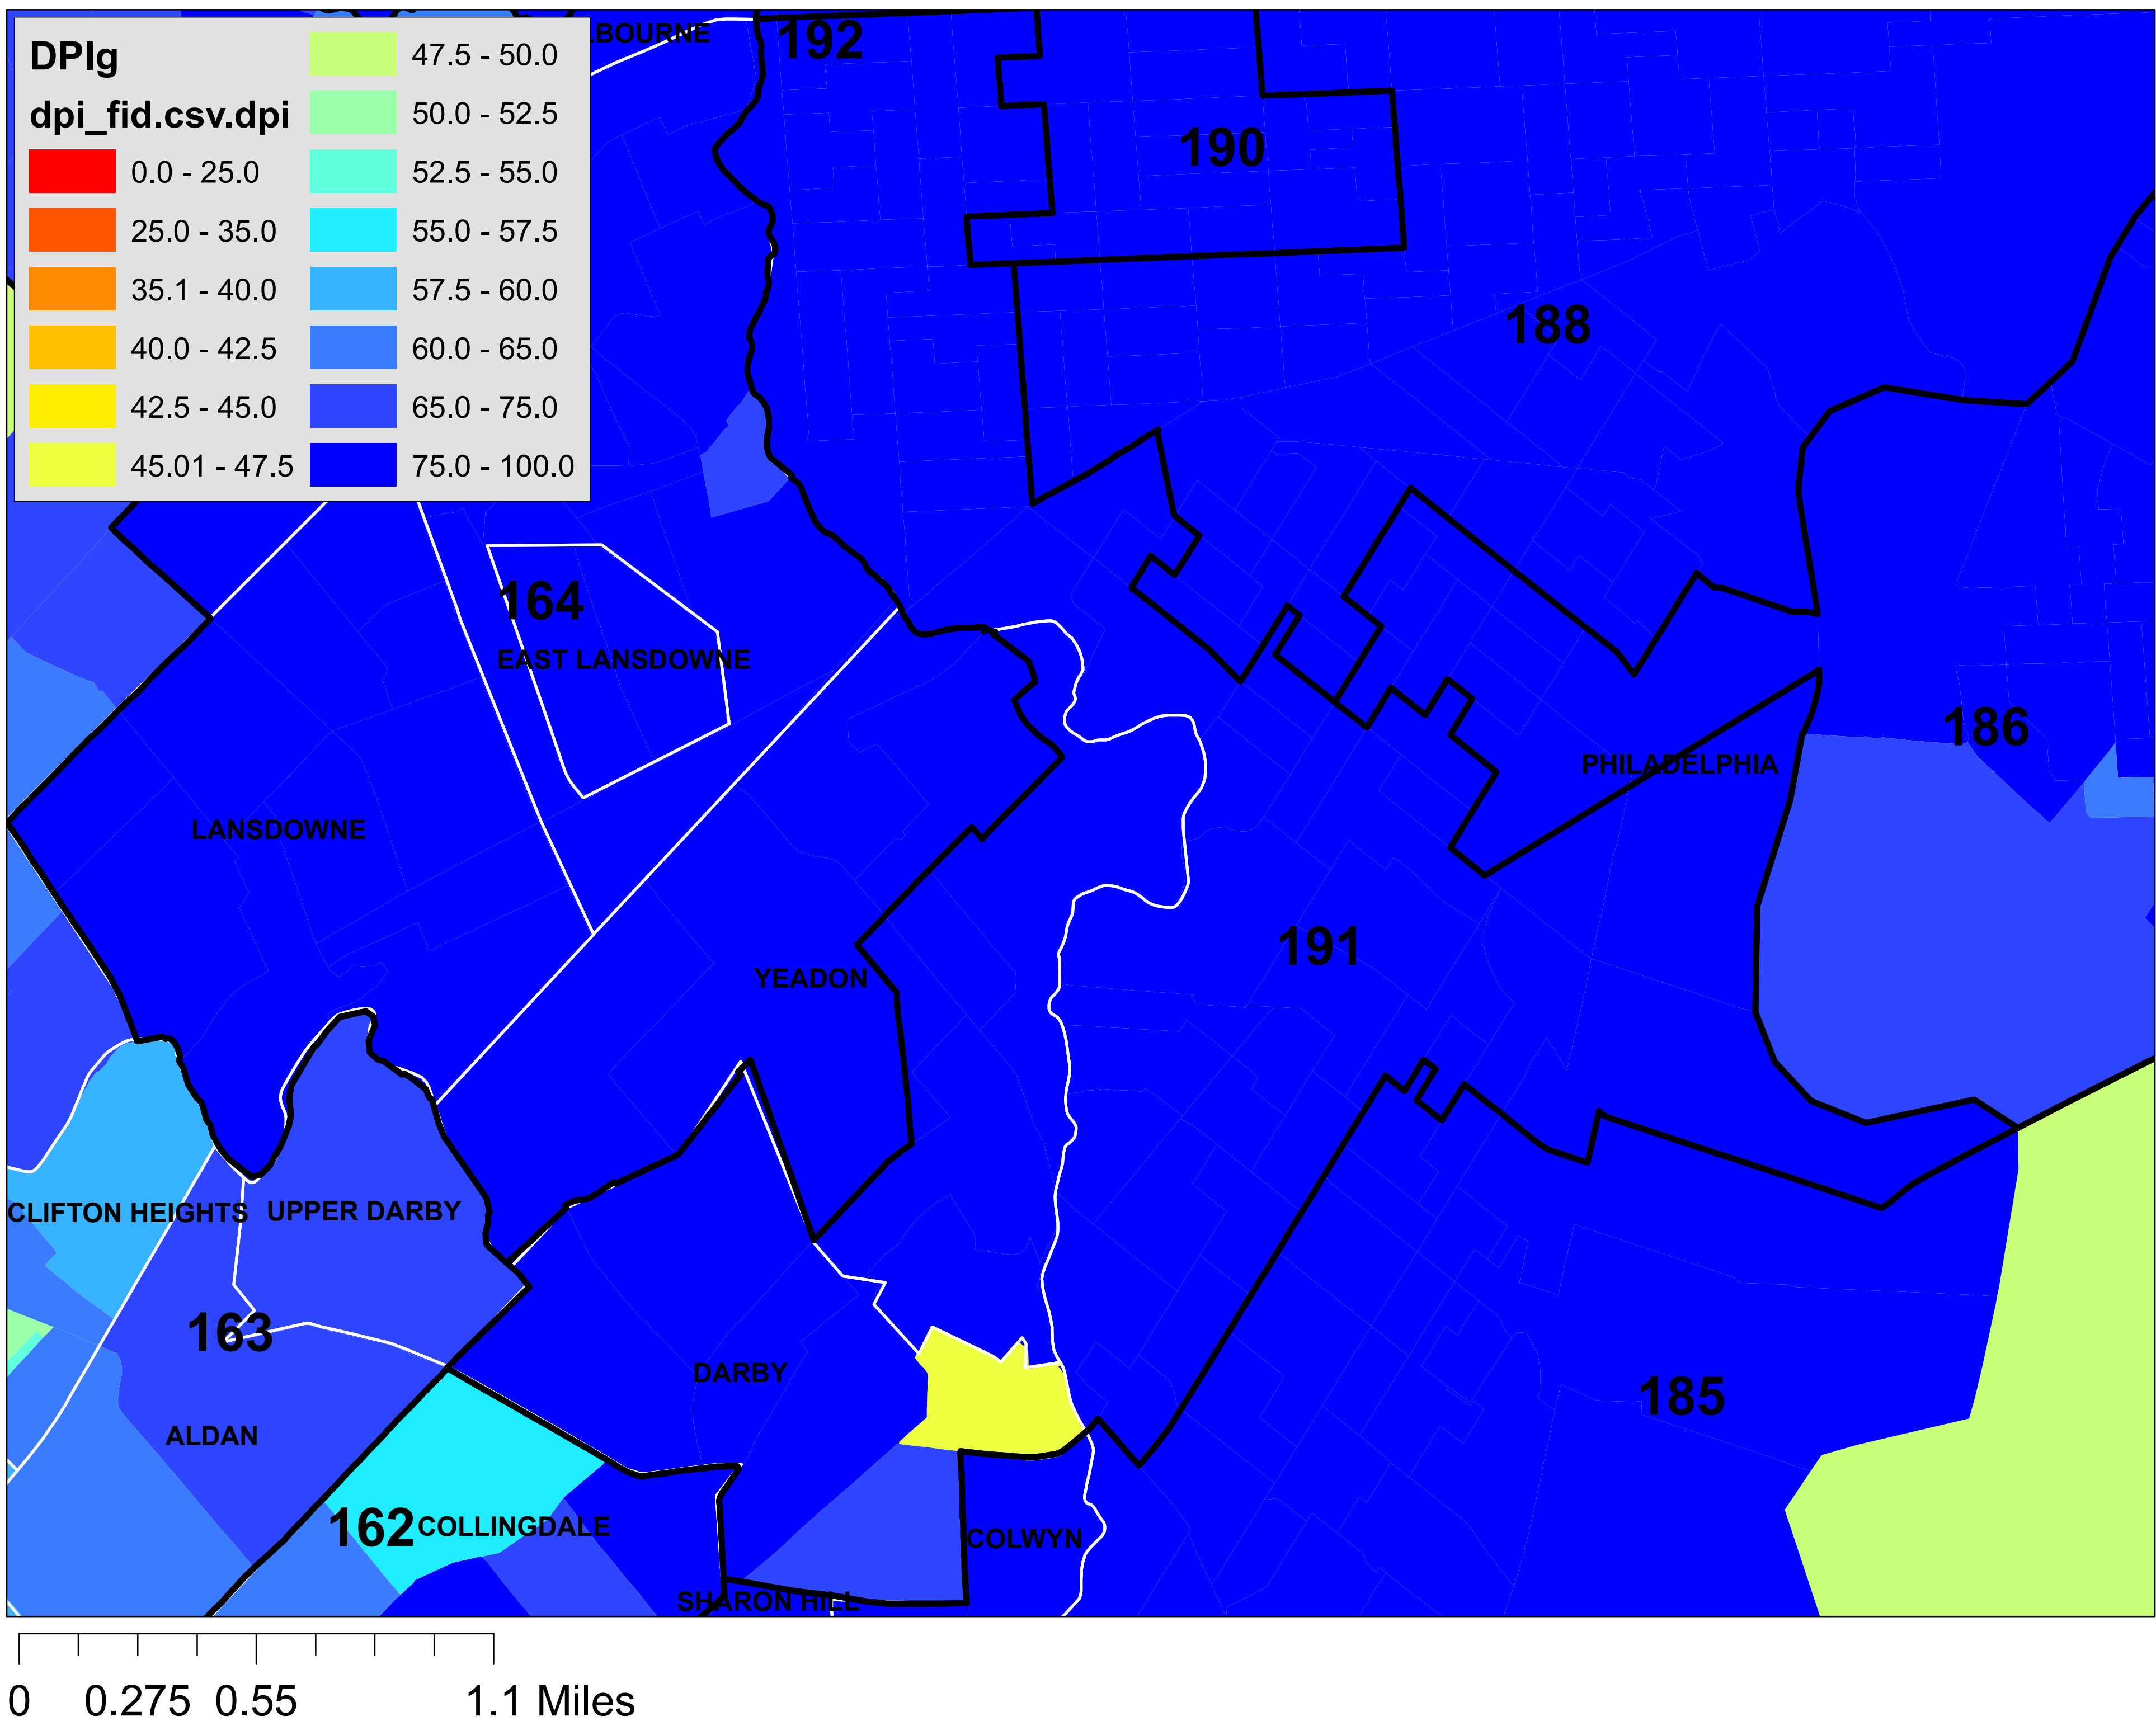 DPIg
dpi_fid.csv.dpi
0.0 - 25.0
25.0 - 35.0
35.1 - 40.0
40.0 - 42.5
42.5 - 45.0
45.01 - 47.5
47.5 - 50.0
50.0 - 52.5
52.5 - 55.0
55.0 - 57.5
57.5 - 60.0
60.0 - 65.0
65.0 - 75.0
75.0 - 100.0
LBOURNE
192
190
188
164
EAST LANSDOWNE
186
PHILADELPHIA
LANSDOWNE
191
YEADON
CLIFTON HEIGHTS
UPPER DARBY
163
DARBY
185
ALDAN
162
COLLINGDALE
COLWYN
SHARON HILL
0 0.275 0.55 1.1 Miles